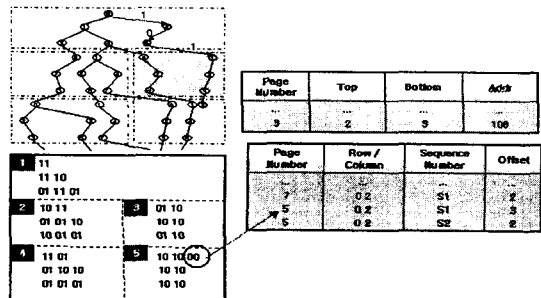 1
1
Page Number Top Bottom Addr
... ... ... ...
3 2 3 108
Page Number Row / Column Sequence Number Offset
... ... ... ...
7 0 2 S1 2
5 0 2 S1 3
5 0 2 S2 2
1 11
11 10
01 11 01
2 10 11
01 01 10
10 01 01
3 01 10
10 10
01 10
4 11 01
01 10 10
01 01 01
5 10 10 00
10 10
10 10